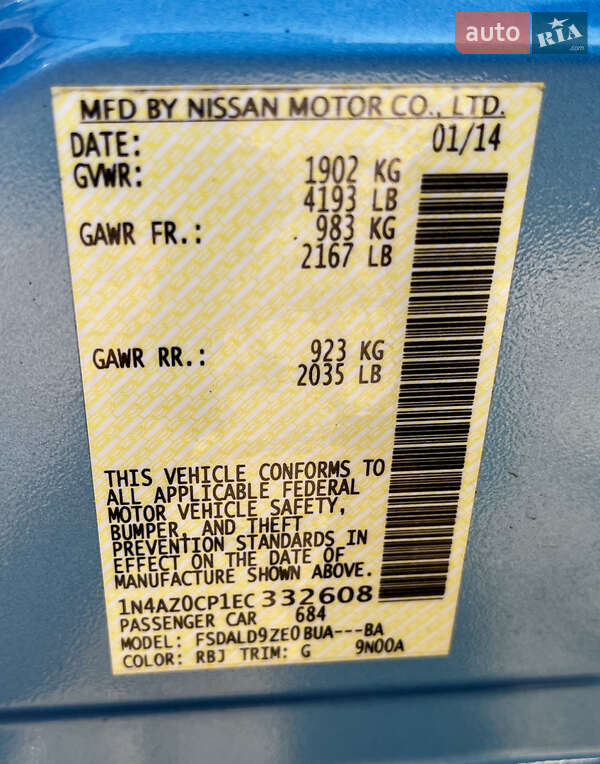 auto RIA.com
MFD BY NISSAN MOTOR CO., LTD.
DATE: 01/14
GVWR: 1902 KG
4193 LB
GAWR FR.: 983 KG
2167 LB
GAWR RR.: 923 KG
2035 LB
THIS VEHICLE CONFORMS TO
ALL APPLICABLE FEDERAL
MOTOR VEHICLE SAFETY,
BUMPER, AND THEFT
PREVENTION STANDARDS IN
EFFECT ON THE DATE OF
MANUFACTURE SHOWN ABOVE.
1N4AZ0CP1EC 332608
PASSENGER CAR 684
MODEL: FSDALD9ZE0 BUA---BA
COLOR: RBJ TRIM: G 9N00A